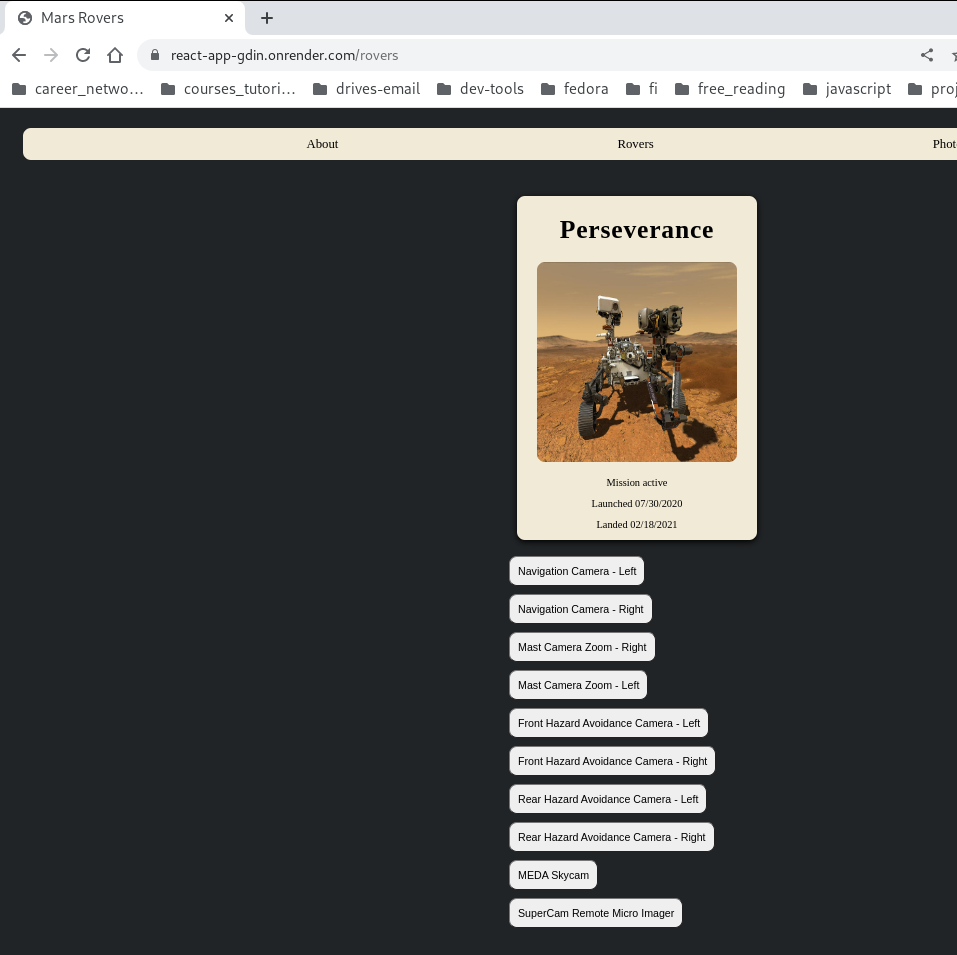 Mars Rovers
react-app-gdin.onrender.com/rovers
career_netwo… courses_tutori… drives-email dev-tools fedora fi free_reading javascript proj
About Rovers Phot
Perseverance
Mission active
Launched 07/30/2020
Landed 02/18/2021
Navigation Camera - Left
Navigation Camera - Right
Mast Camera Zoom - Right
Mast Camera Zoom - Left
Front Hazard Avoidance Camera - Left
Front Hazard Avoidance Camera - Right
Rear Hazard Avoidance Camera - Left
Rear Hazard Avoidance Camera - Right
MEDA Skycam
SuperCam Remote Micro Imager